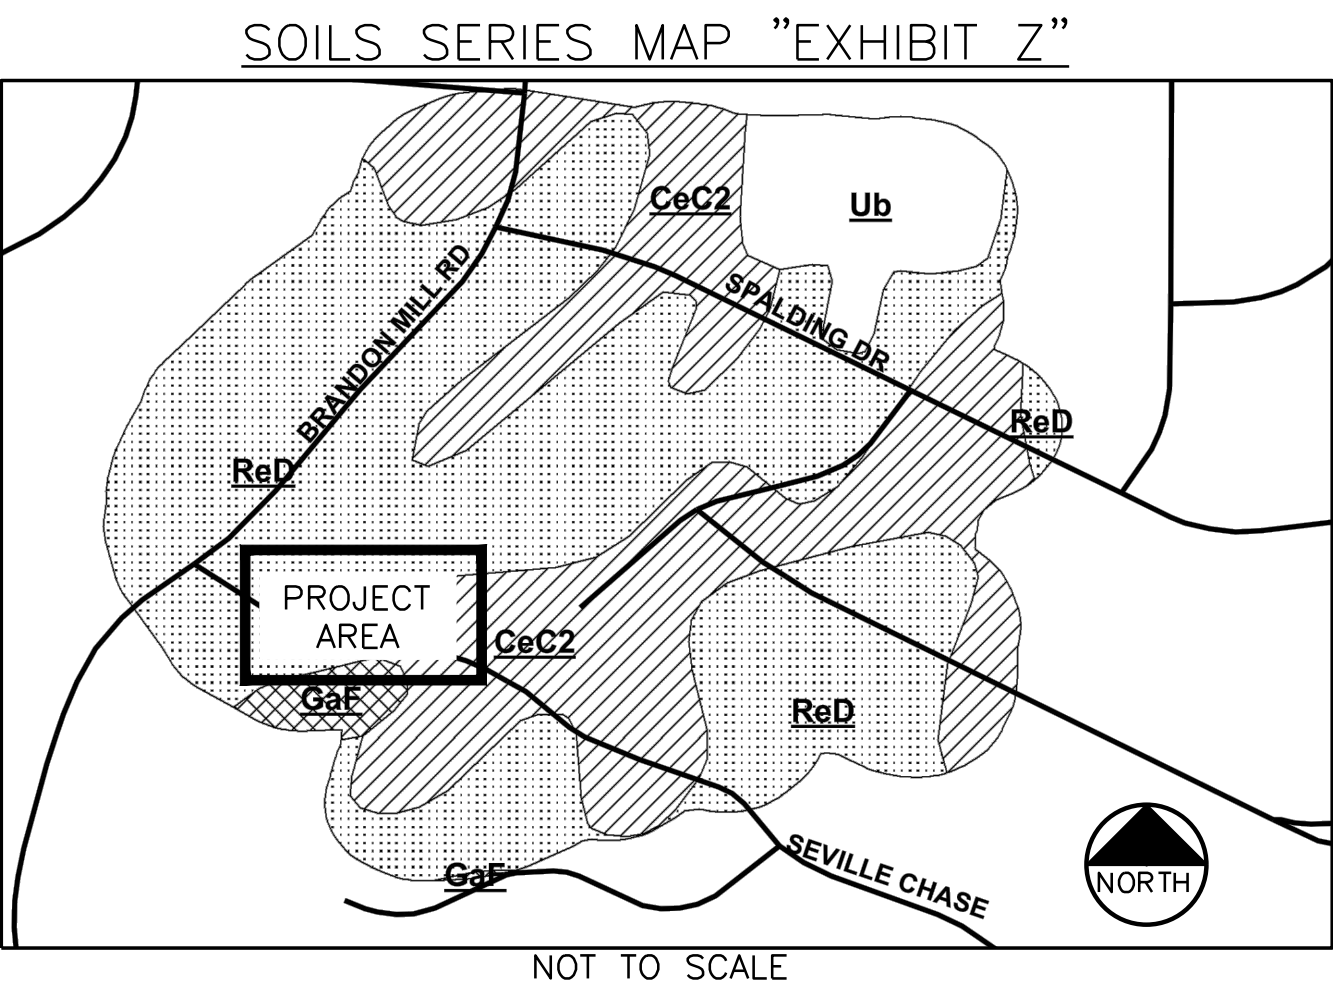 SOILS SERIES MAP "EXHIBIT Z"
CeC2
Ub
BRANDON MILL RD
SPALDING DR
ReD
ReD
PROJECT
AREA
CeC2
GaF
ReD
GaF
SEVILLE CHASE
NORTH
NOT TO SCALE